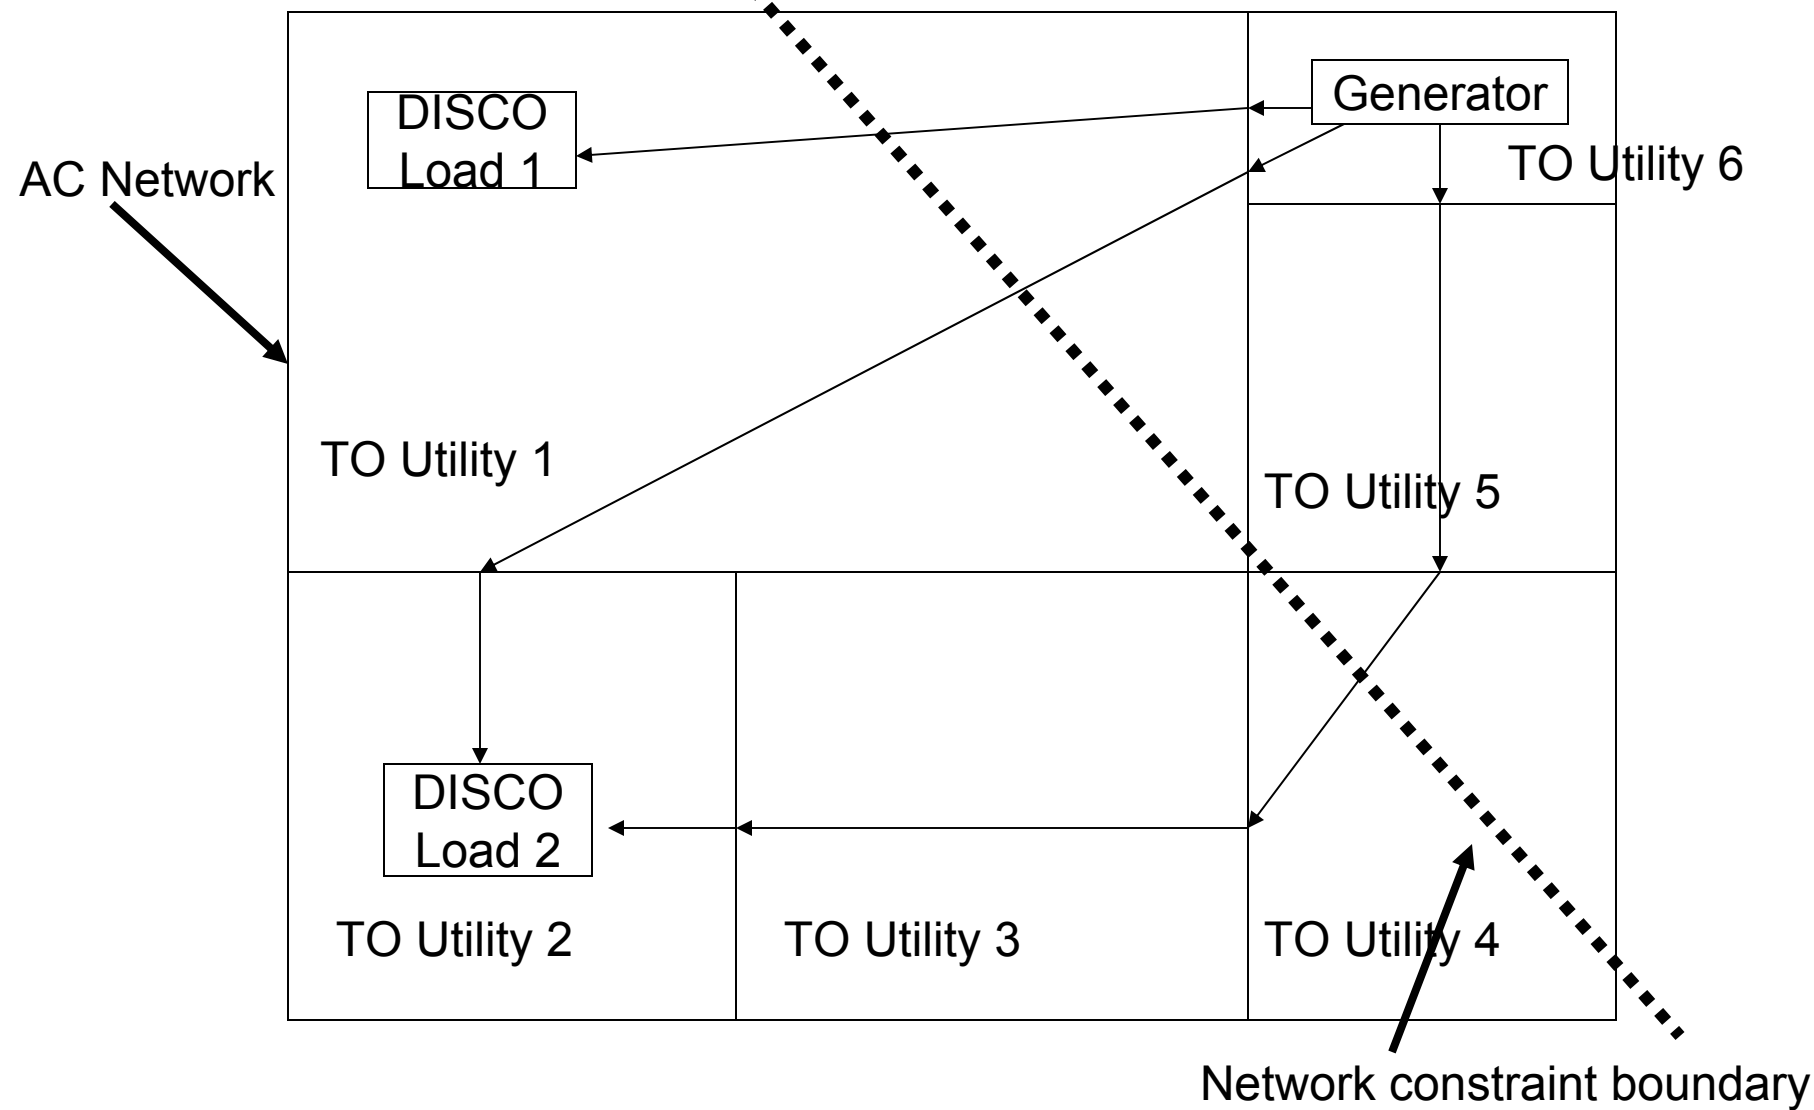 Generator
DISCO
Load 1
TO Utility 6
AC Network
TO Utility 1
TO Utility 5
DISCO
Load 2
TO Utility 2
TO Utility 3
TO Utility 4
Network constraint boundary